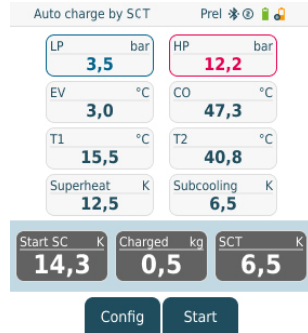 Auto charge by SCT Prel
LP bar HP bar
3,5 12,2
EV °C CO °C
3,0 47,3
T1 °C T2 °C
15,5 40,8
Superheat K Subcooling K
12,5 6,5
Start SC K Charged kg SCT K
14,3 0,5 6,5
Config Start